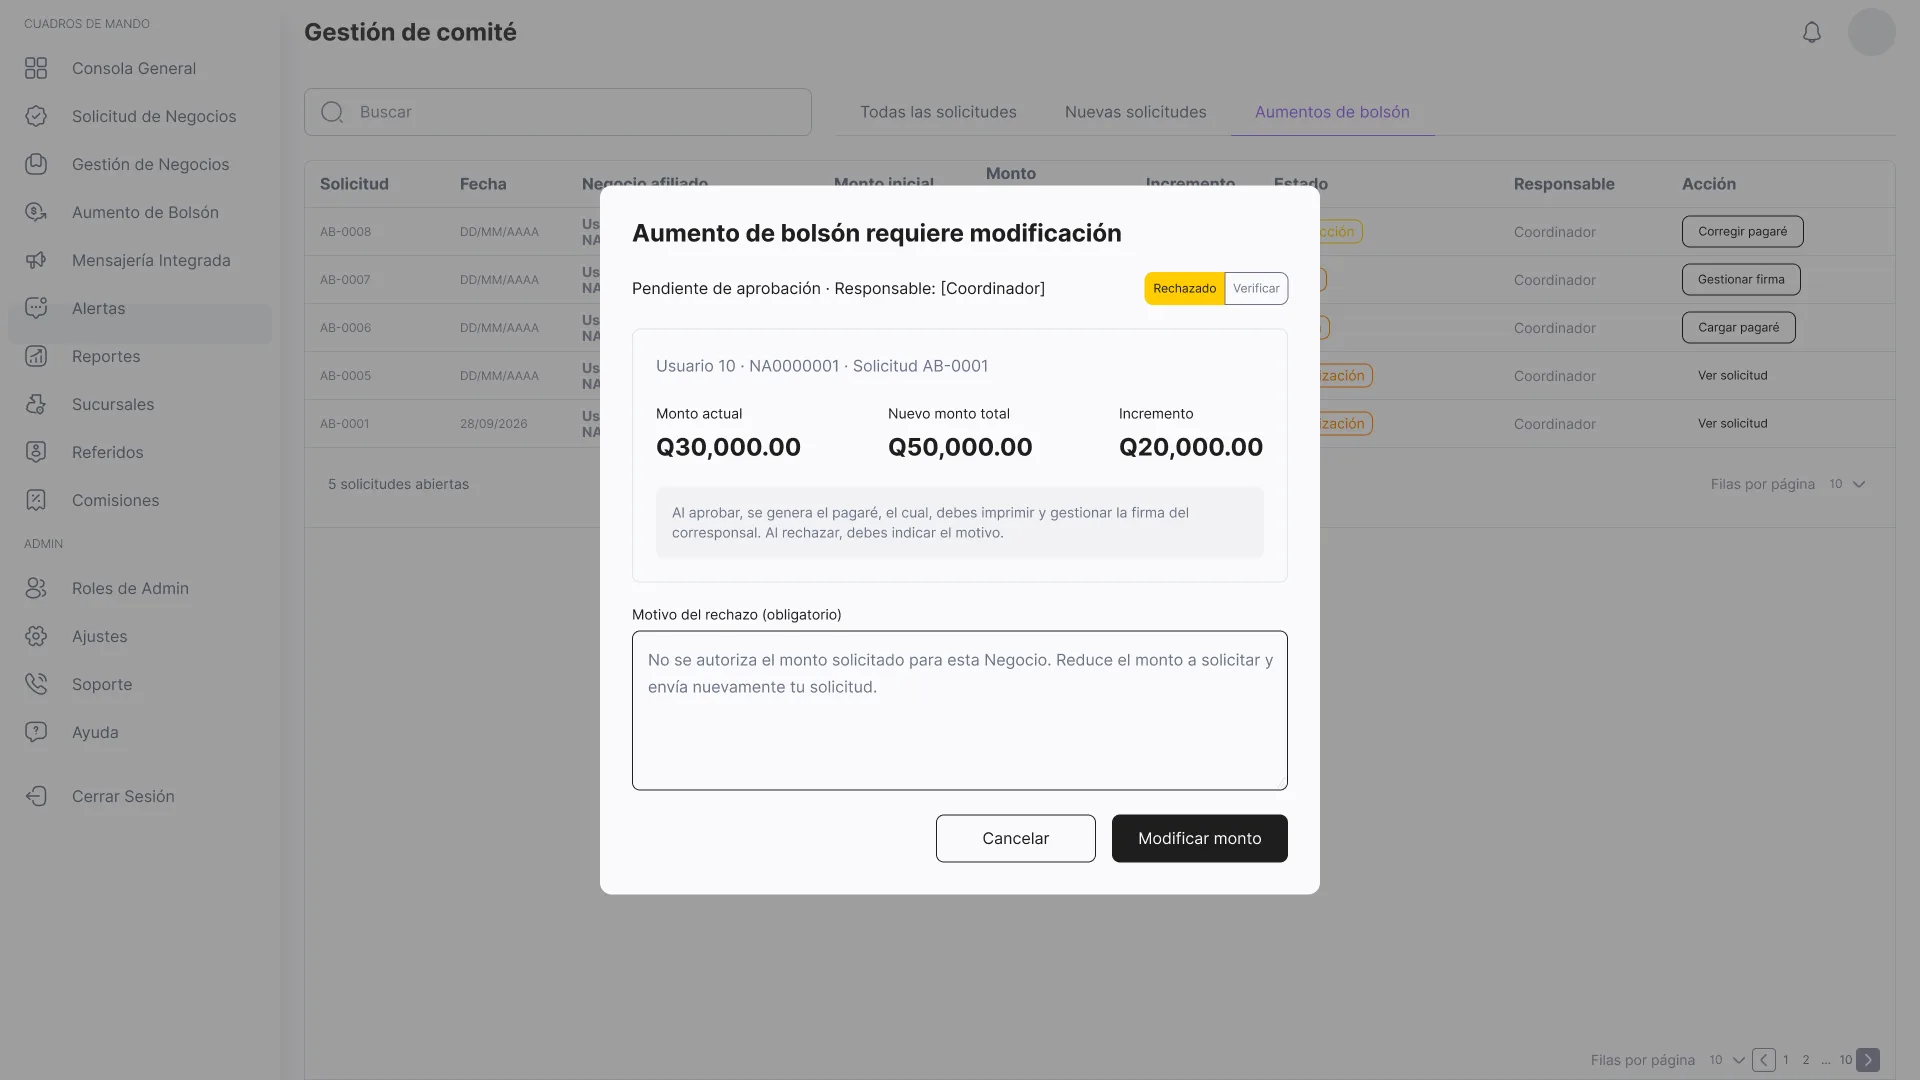 CUADROS DE MANDO
Consola General
Solicitud de Negocios
Gestión de Negocios
Aumento de Bolsón
Mensajería Integrada
Alertas
Reportes
Sucursales
Referidos
Comisiones
ADMIN
Roles de Admin
Ajustes
Soporte
Ayuda
Cerrar Sesión
Gestión de comité
Buscar
Todas las solicitudes
Nuevas solicitudes
Aumentos de bolsón
Solicitud Fecha Negocio afiliado Monto inicial Monto Incremento Estado Responsable Acción
AB-0008 DD/MM/AAAA Coordinador Corregir pagaré
AB-0007 DD/MM/AAAA Coordinador Gestionar firma
AB-0006 DD/MM/AAAA Coordinador Cargar pagaré
AB-0005 DD/MM/AAAA Coordinador Ver solicitud
AB-0001 28/09/2026 Coordinador Ver solicitud
5 solicitudes abiertas
Filas por página 10
Aumento de bolsón requiere modificación
Pendiente de aprobación · Responsable: [Coordinador]
Rechazado Verificar
Usuario 10 · NA0000001 · Solicitud AB-0001
Monto actual Nuevo monto total Incremento
Q30,000.00 Q50,000.00 Q20,000.00
Al aprobar, se genera el pagaré, el cual, debes imprimir y gestionar la firma del
corresponsal. Al rechazar, debes indicar el motivo.
Motivo del rechazo (obligatorio)
No se autoriza el monto solicitado para esta Negocio. Reduce el monto a solicitar y
envía nuevamente tu solicitud.
Cancelar
Modificar monto
Filas por página 10 1 2 ... 10